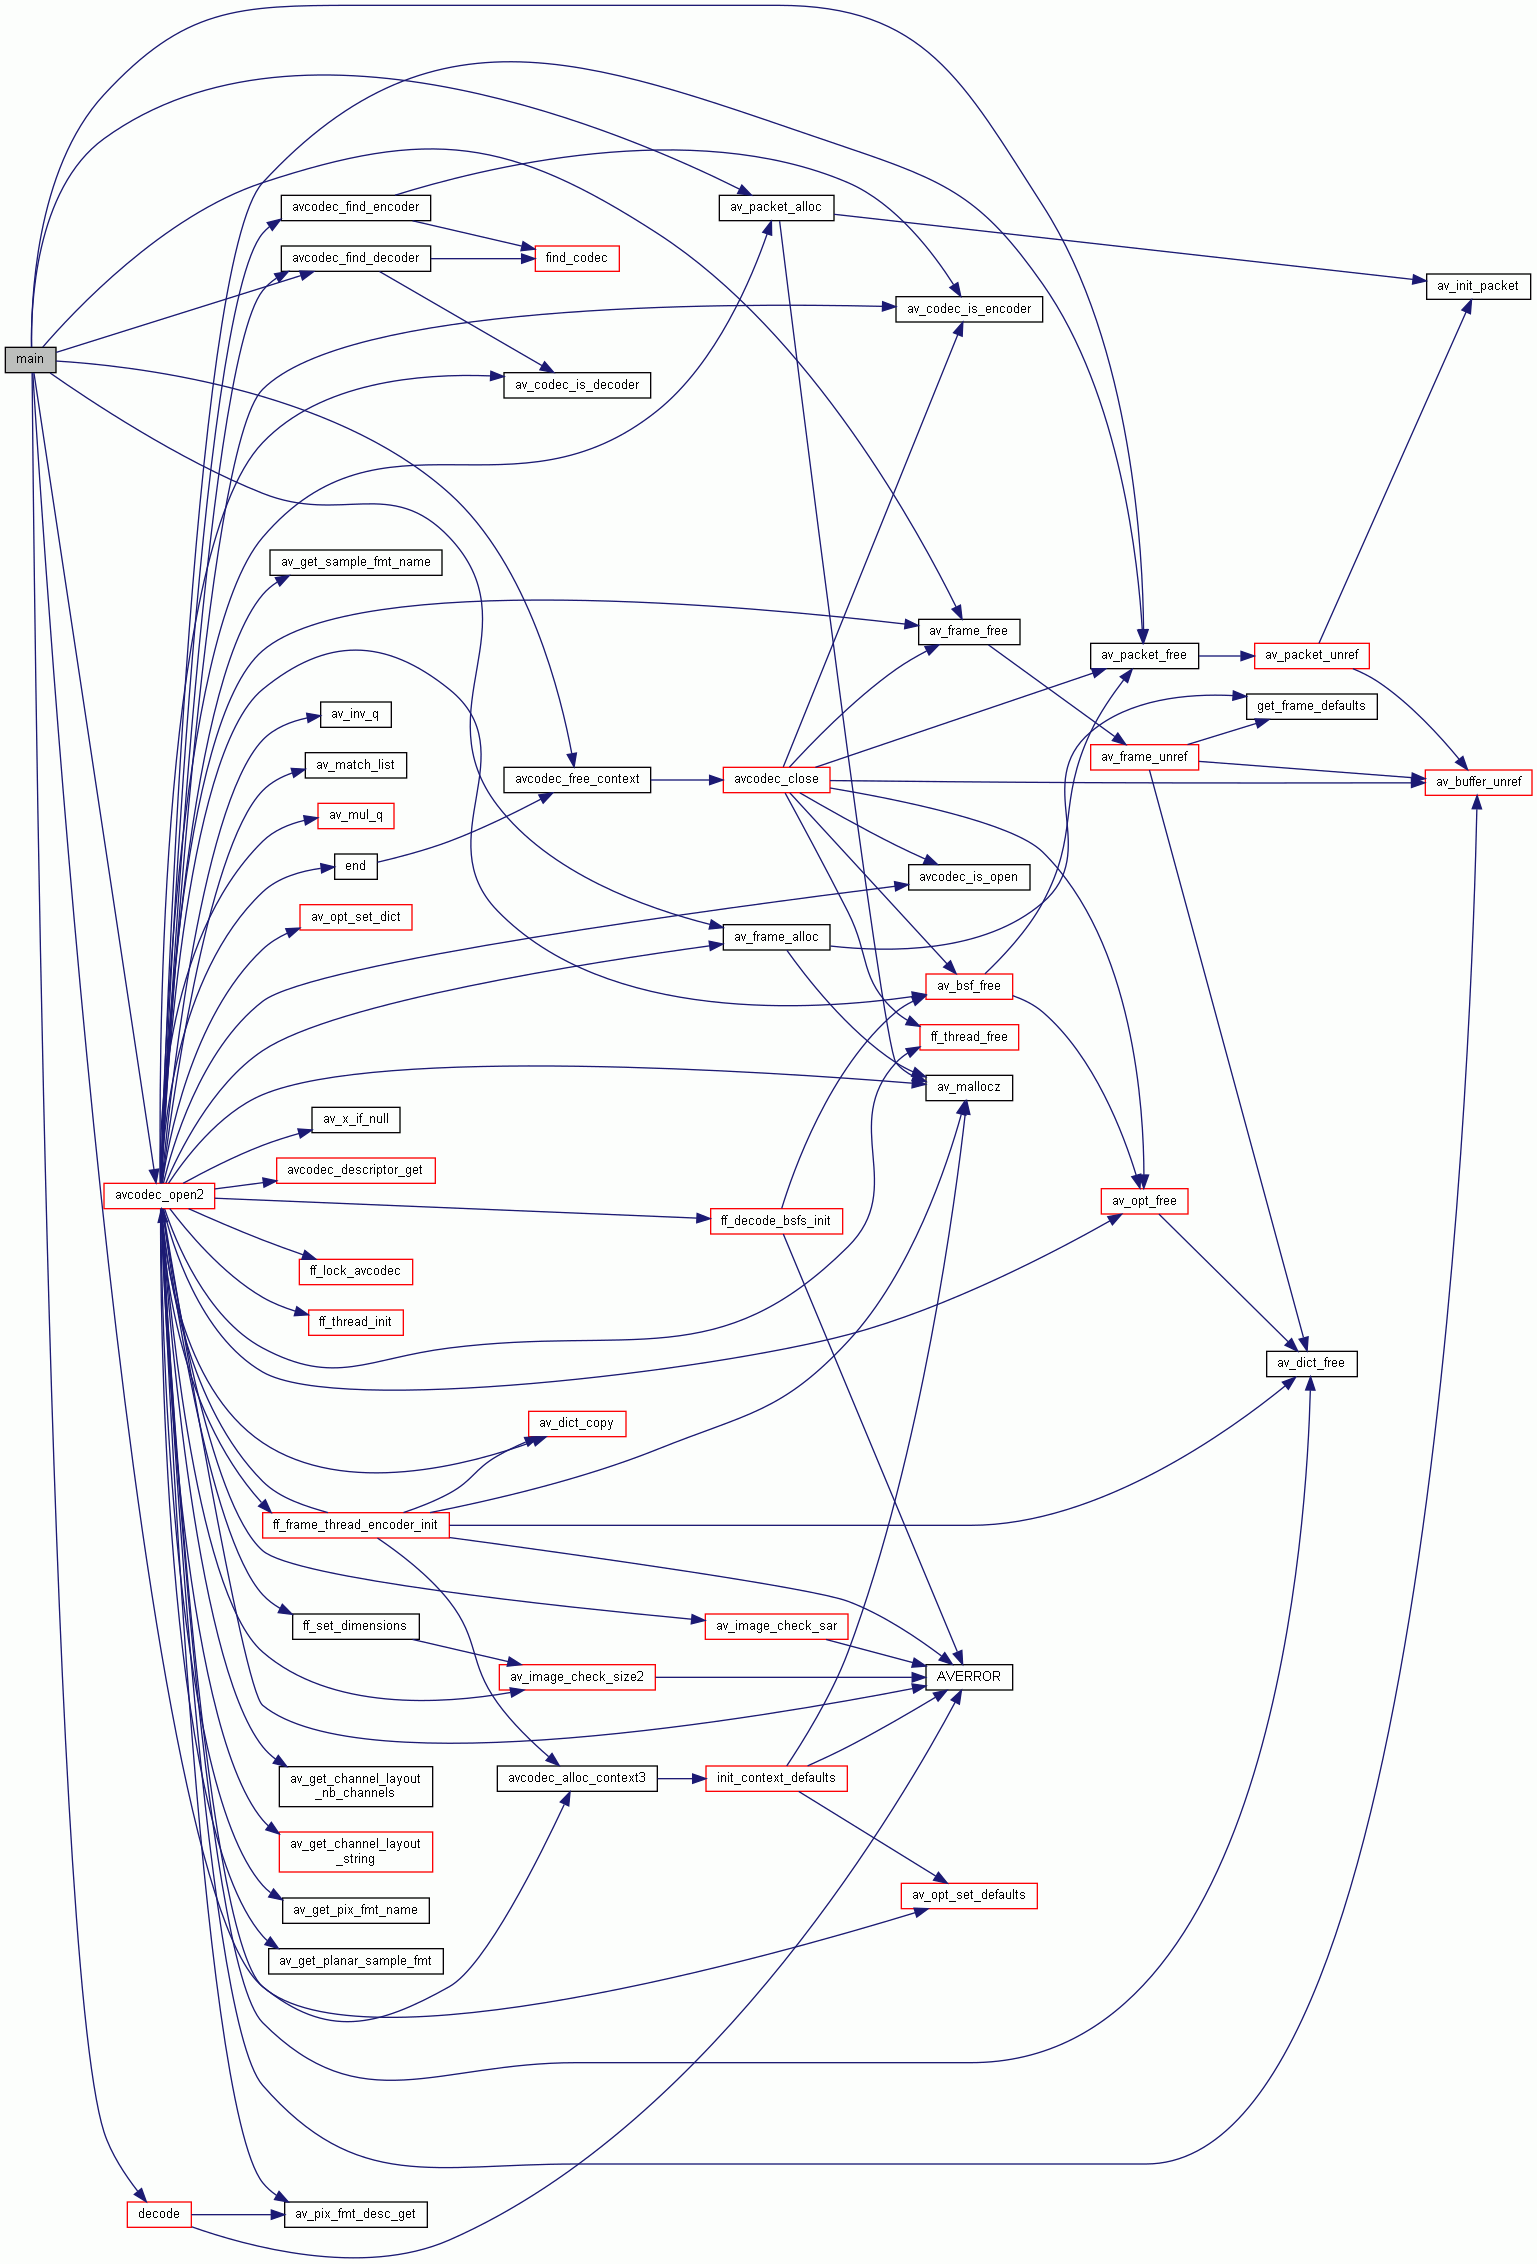 avcodec_find_encoder
av_packet_alloc
avcodec_find_decoder
find_codec
av_init_packet
av_codec_is_encoder
main
av_codec_is_decoder
av_get_sample_fmt_name
av_frame_free
av_packet_free
av_packet_unref
av_inv_q
get_frame_defaults
av_match_list
av_frame_unref
avcodec_free_context
avcodec_close
av_buffer_unref
av_mul_q
end
avcodec_is_open
av_opt_set_dict
av_frame_alloc
av_bsf_free
ff_thread_free
av_mallocz
av_x_if_null
avcodec_descriptor_get
avcodec_open2
av_opt_free
ff_decode_bsfs_init
ff_lock_avcodec
ff_thread_init
av_dict_free
av_dict_copy
ff_frame_thread_encoder_init
ff_set_dimensions
av_image_check_sar
av_image_check_size2
AVERROR
av_get_channel_layout
_nb_channels
avcodec_alloc_context3
init_context_defaults
av_get_channel_layout
_string
av_opt_set_defaults
av_get_pix_fmt_name
av_get_planar_sample_fmt
decode
av_pix_fmt_desc_get